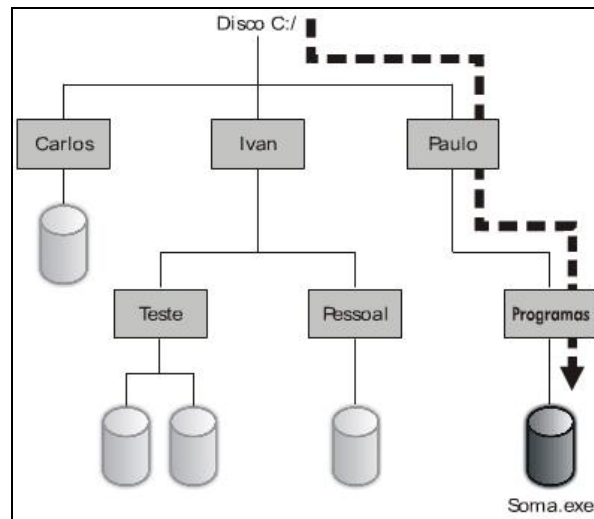 Disco C:/
Carlos
Ivan
Paulo
Teste
Pessoal
Programas
Soma.exe